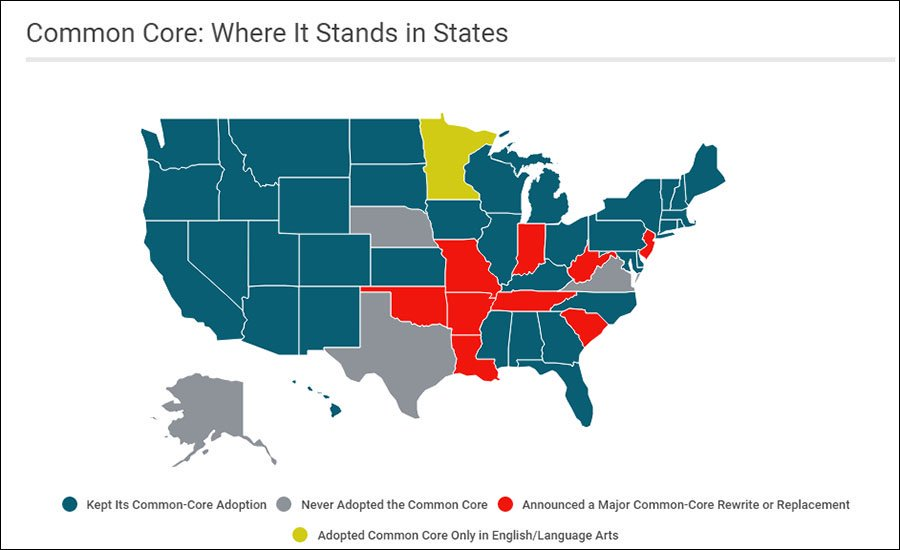 Common Core: Where It Stands in States
Kept Its Common-Core Adoption
Never Adopted the Common Core
Announced a Major Common-Core Rewrite or Replacement
Adopted Common Core Only in English/Language Arts